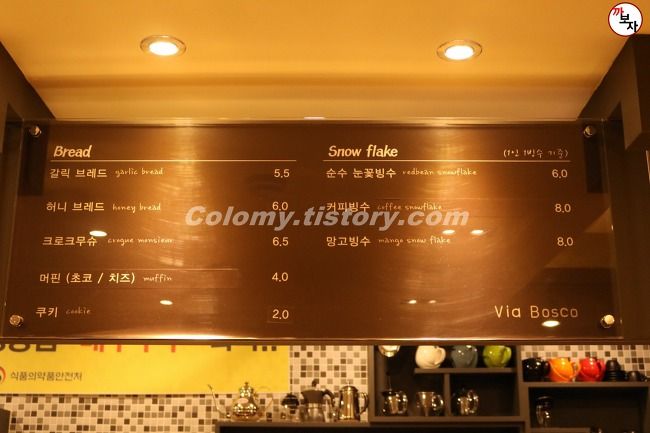 까
보자
Bread
갈릭 브레드 garlic bread 5.5
허니 브레드 honey bread 6.0
크로크무슈 croque monsieur 6.5
머핀 (초코 / 치즈) muffin 4.0
쿠키 cookie 2.0
Snow flake (1인 1빙수 기준)
순수 눈꽃빙수 redbean snowflake 6.0
커피빙수 coffee snowflake 8.0
망고빙수 mango snow flake 8.0
Colomy.tistory.com
Via Bosco
식품의약품안전처